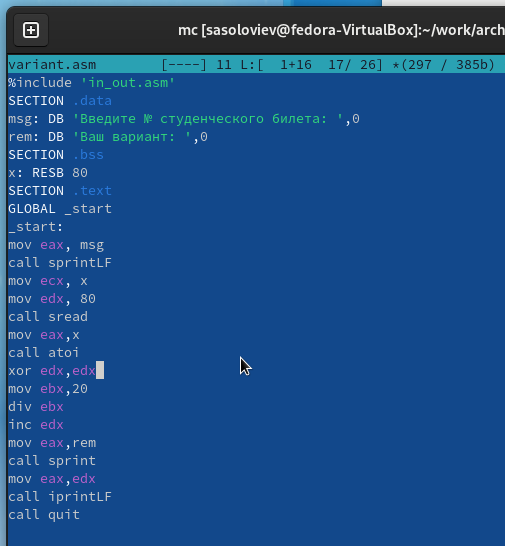 mc [sasoloviev@fedora-VirtualBox]:~/work/arch
variant.asm [----] 11 L:[ 1+16 17/ 26] *(297 / 385b)
%include 'in_out.asm'
SECTION .data
msg: DB 'Введите № студенческого билета: ',0
rem: DB 'Ваш вариант: ',0
SECTION .bss
x: RESB 80
SECTION .text
GLOBAL _start
_start:
mov eax, msg
call sprintLF
mov ecx, x
mov edx, 80
call sread
mov eax,x
call atoi
xor edx,edx
mov ebx,20
div ebx
inc edx
mov eax,rem
call sprint
mov eax,edx
call iprintLF
call quit